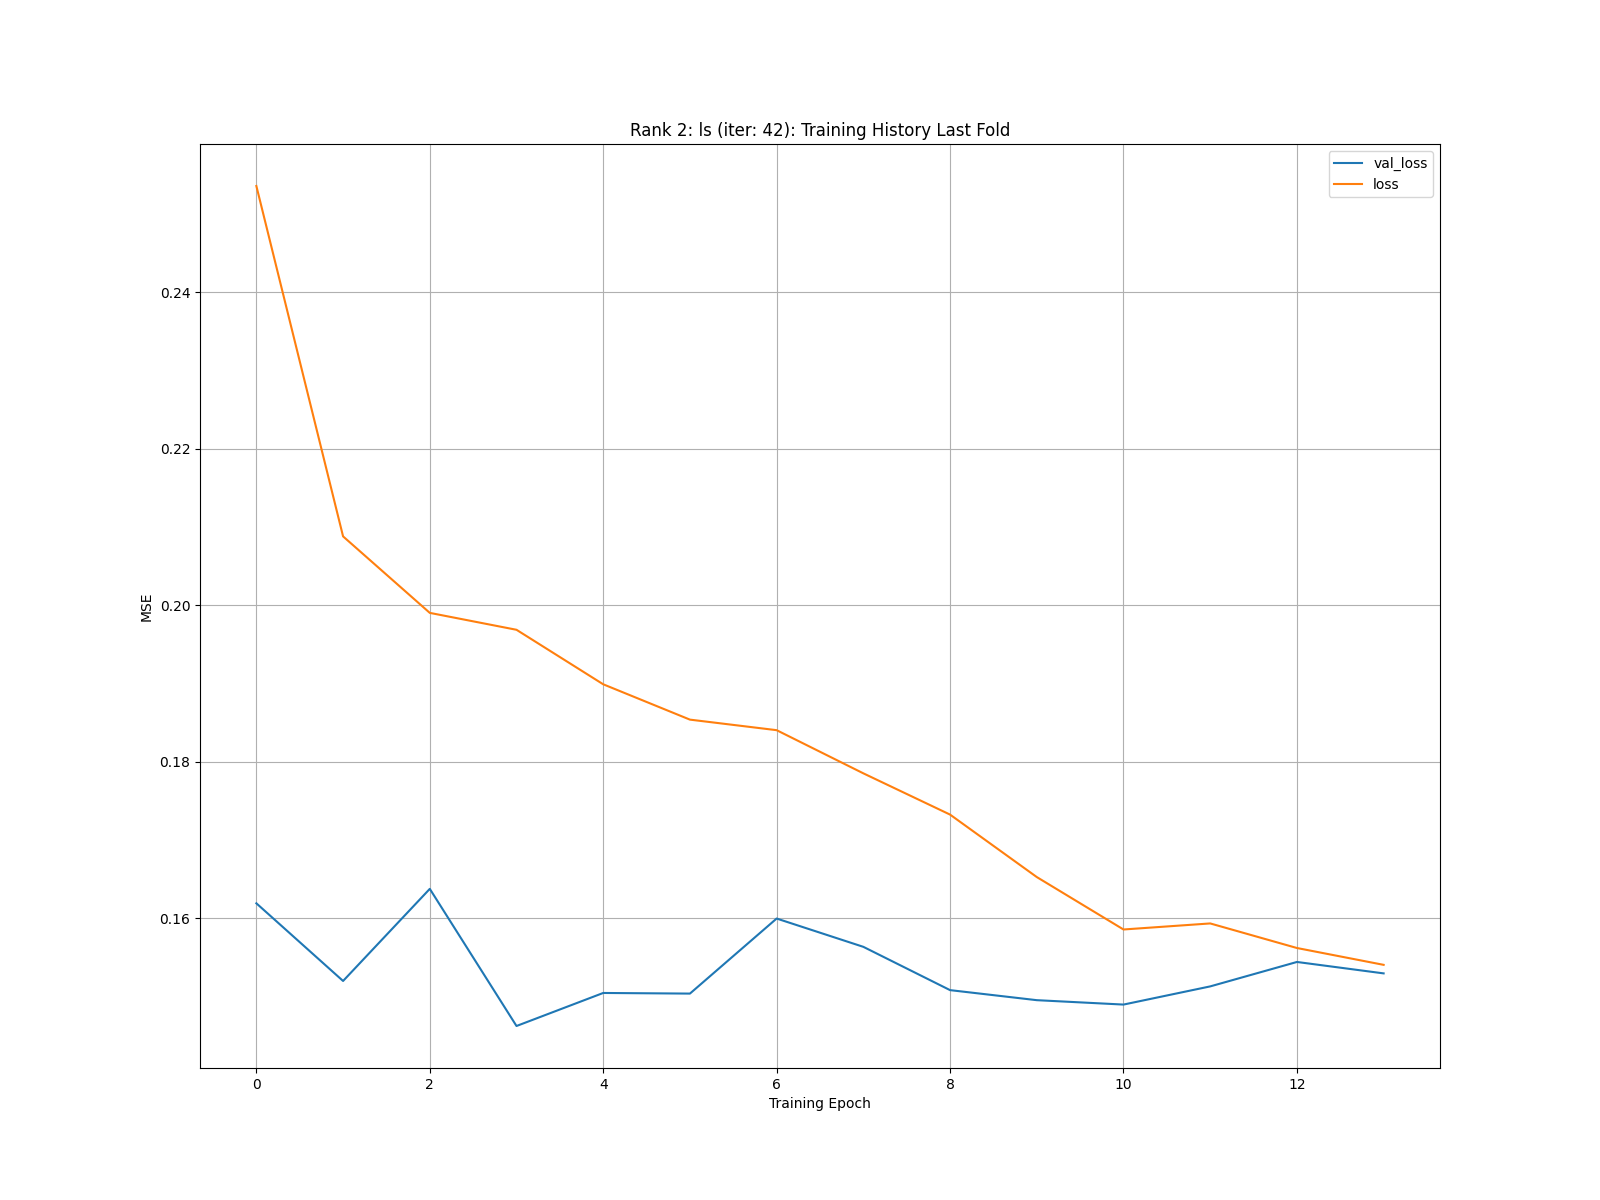 Rank 2: ls (iter: 42): Training History Last Fold
val_loss
loss
0.24
0.22
0.20
0.18
0.16
MSE
0 2 4 6 8 10 12
Training Epoch